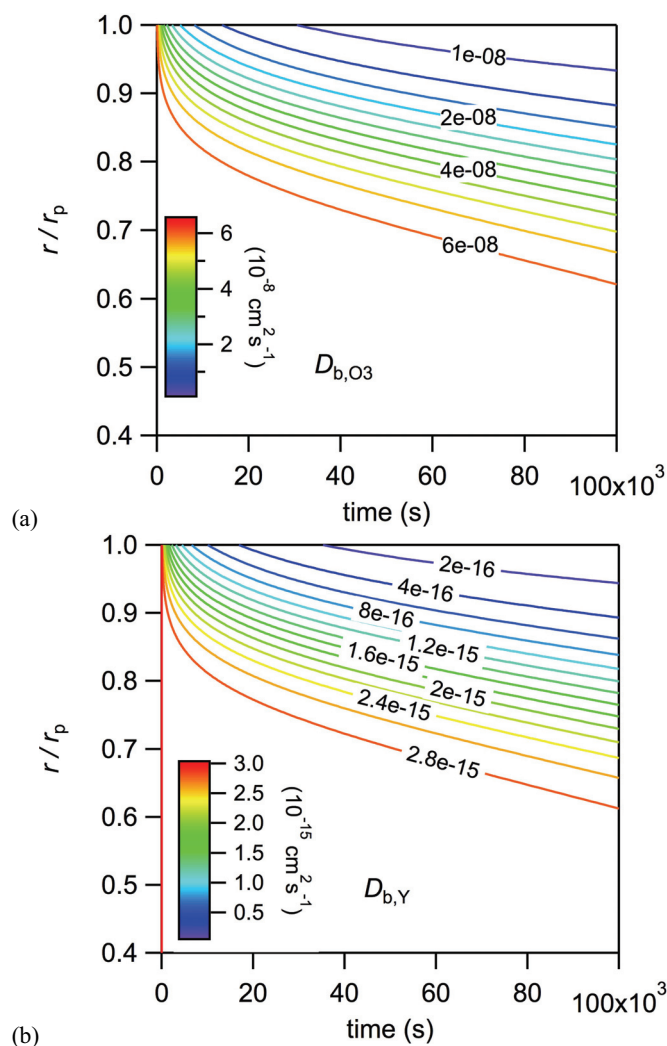 1.0
0.9
0.8
0.7
0.6
0.5
0.4
r / rp
1e-08
2e-08
4e-08
6e-08
6
4
2
(10⁻⁸ cm² s⁻¹)
Db,O3
0
20
40
60
80
100x10³
time (s)
(a)
1.0
0.9
0.8
0.7
0.6
0.5
0.4
r / rp
2e-16
4e-16
8e-16
1.2e-15
1.6e-15
2e-15
2.4e-15
2.8e-15
3.0
2.5
2.0
1.5
1.0
0.5
(10⁻¹⁵ cm² s⁻¹)
Db,Y
0
20
40
60
80
100x10³
time (s)
(b)